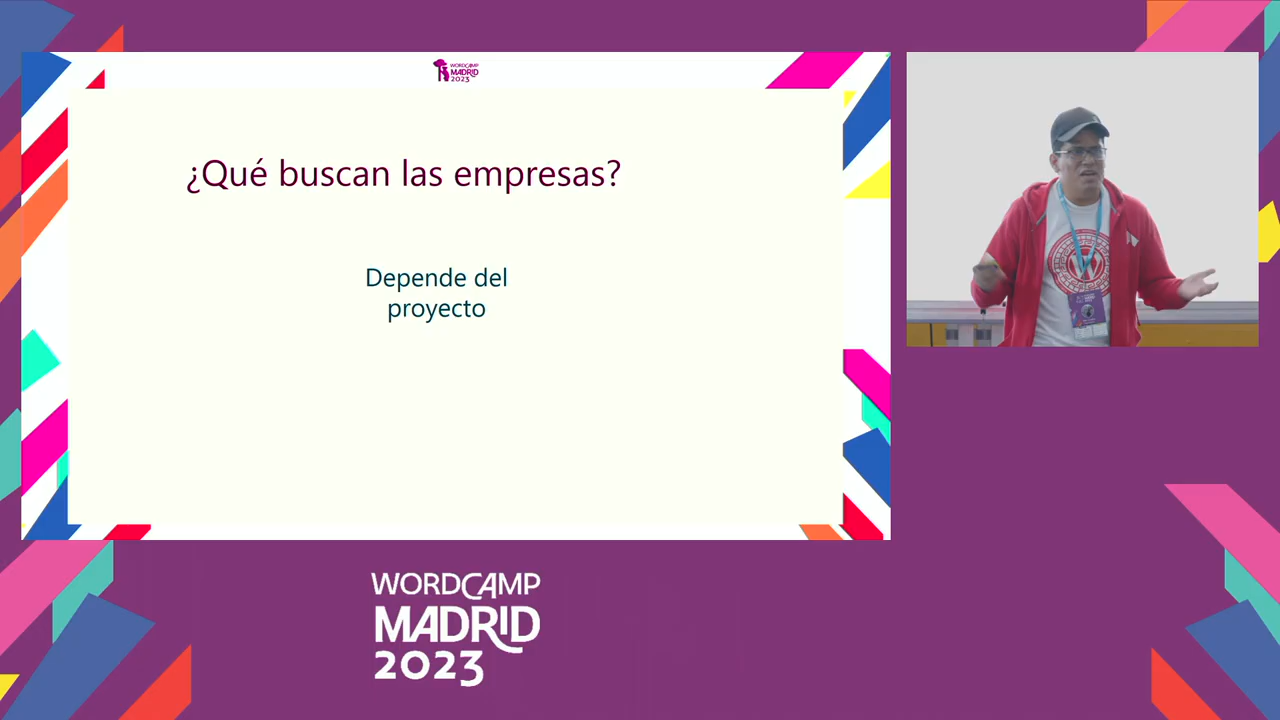 WORDCAMP
MADRID
2023
¿Qué buscan las empresas?
Depende del
proyecto
WORDCAMP
MADRID
2023